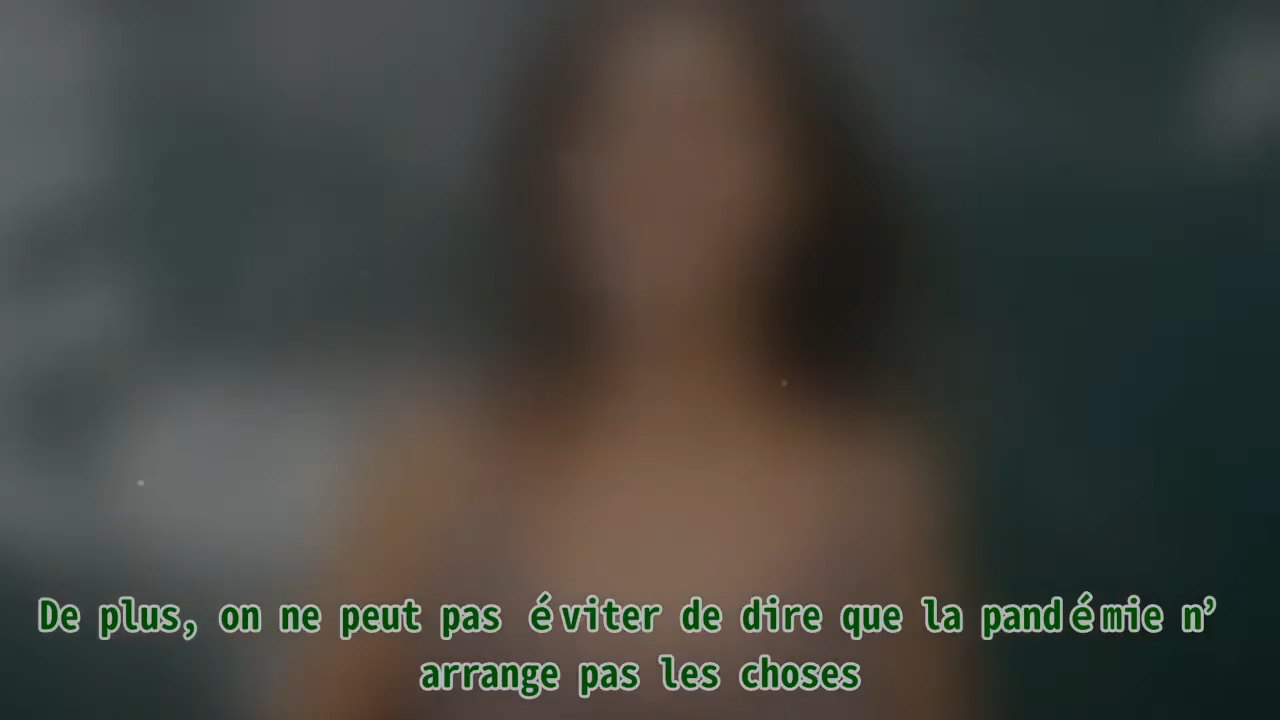 De plus, on ne peut pas éviter de dire que la pandémie n’
arrange pas les choses